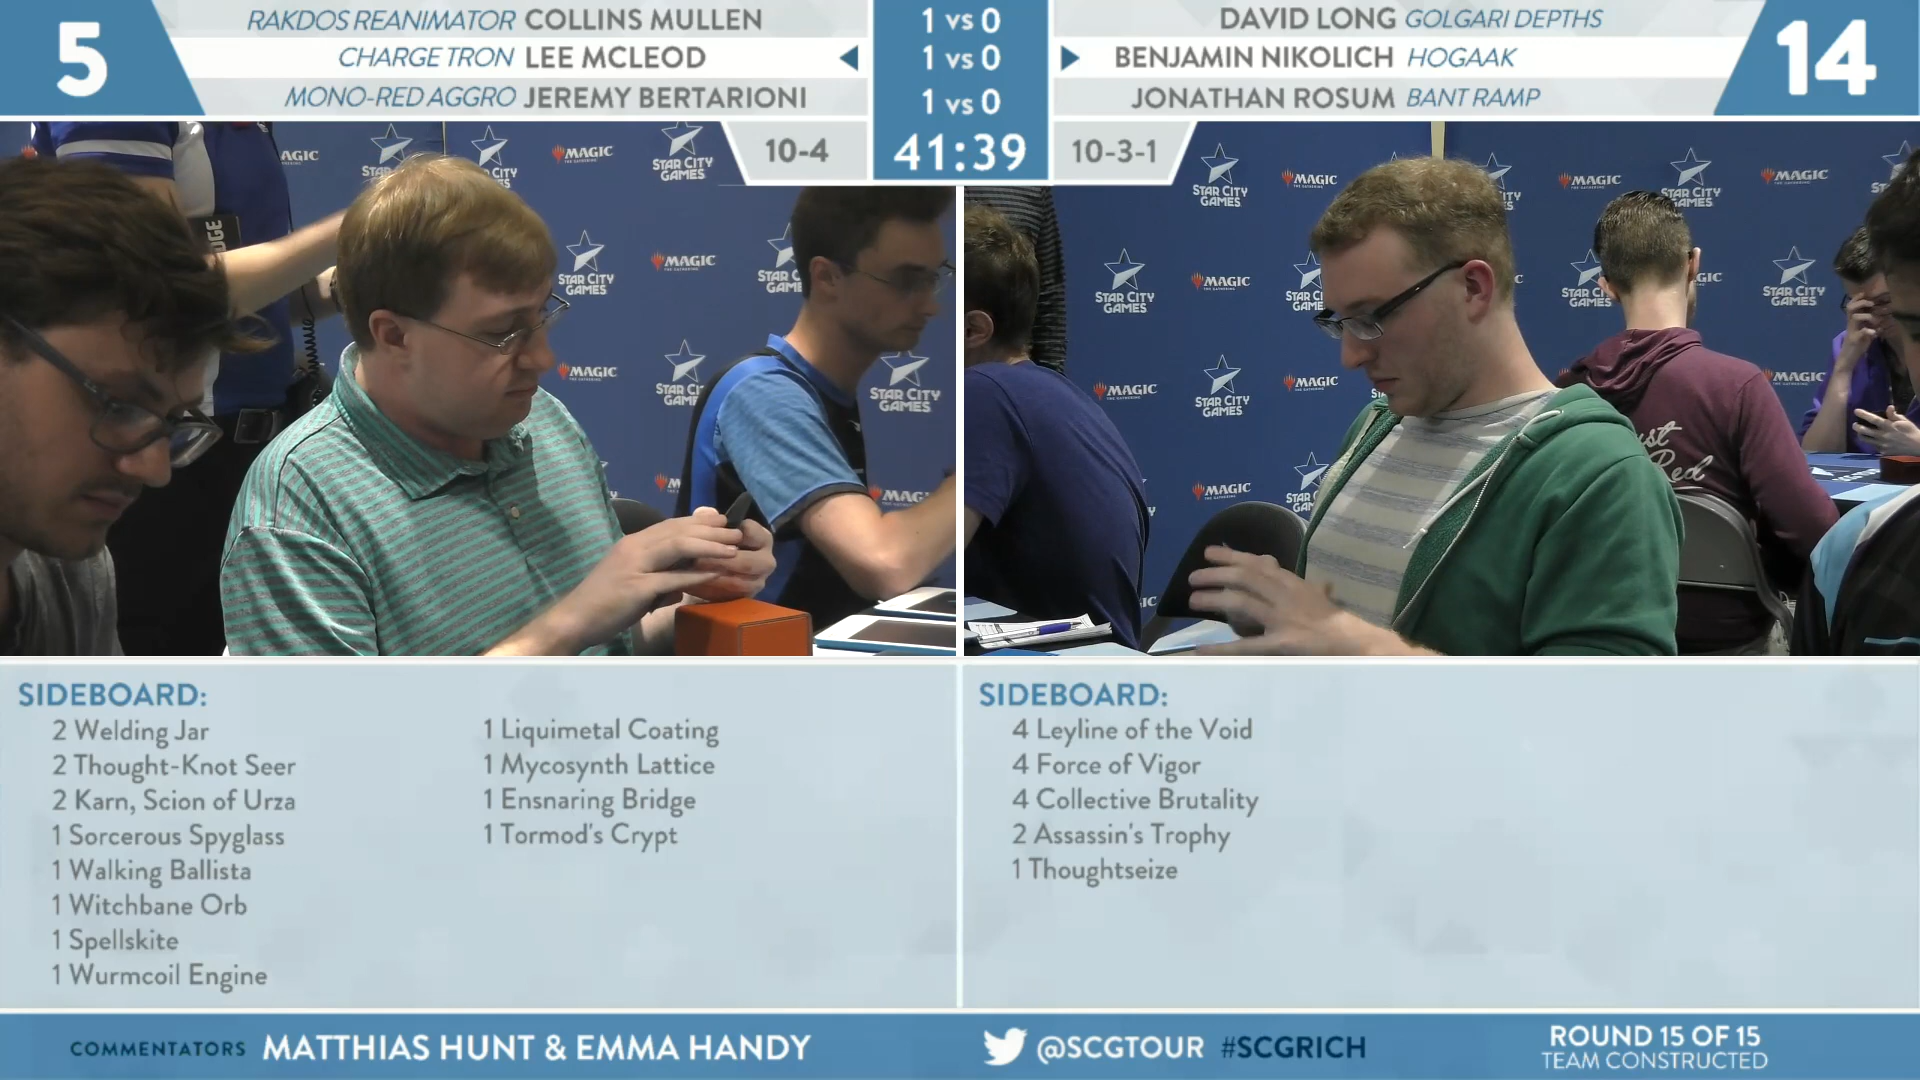 5
RAKDOS REANIMATOR COLLINS MULLEN
1 vs 0
DAVID LONG GOLGARI DEPTHS
14
CHARGE TRON LEE MCLEOD
1 vs 0
BENJAMIN NIKOLICH HOGAAK
MONO-RED AGGRO JEREMY BERTARIONI
1 vs 0
JONATHAN ROSUM BANT RAMP
10-4
41:39
10-3-1
STAR CITY GAMES
MAGIC
SIDEBOARD:
2 Welding Jar
2 Thought-Knot Seer
2 Karn, Scion of Urza
1 Sorcerous Spyglass
1 Walking Ballista
1 Witchbane Orb
1 Spellskite
1 Wurmcoil Engine
1 Liquimetal Coating
1 Mycosynth Lattice
1 Ensnaring Bridge
1 Tormod's Crypt
SIDEBOARD:
4 Leyline of the Void
4 Force of Vigor
4 Collective Brutality
2 Assassin's Trophy
1 Thoughtseize
COMMENTATORS MATTHIAS HUNT & EMMA HANDY
@SCGTOUR #SCGRICH
ROUND 15 OF 15
TEAM CONSTRUCTED